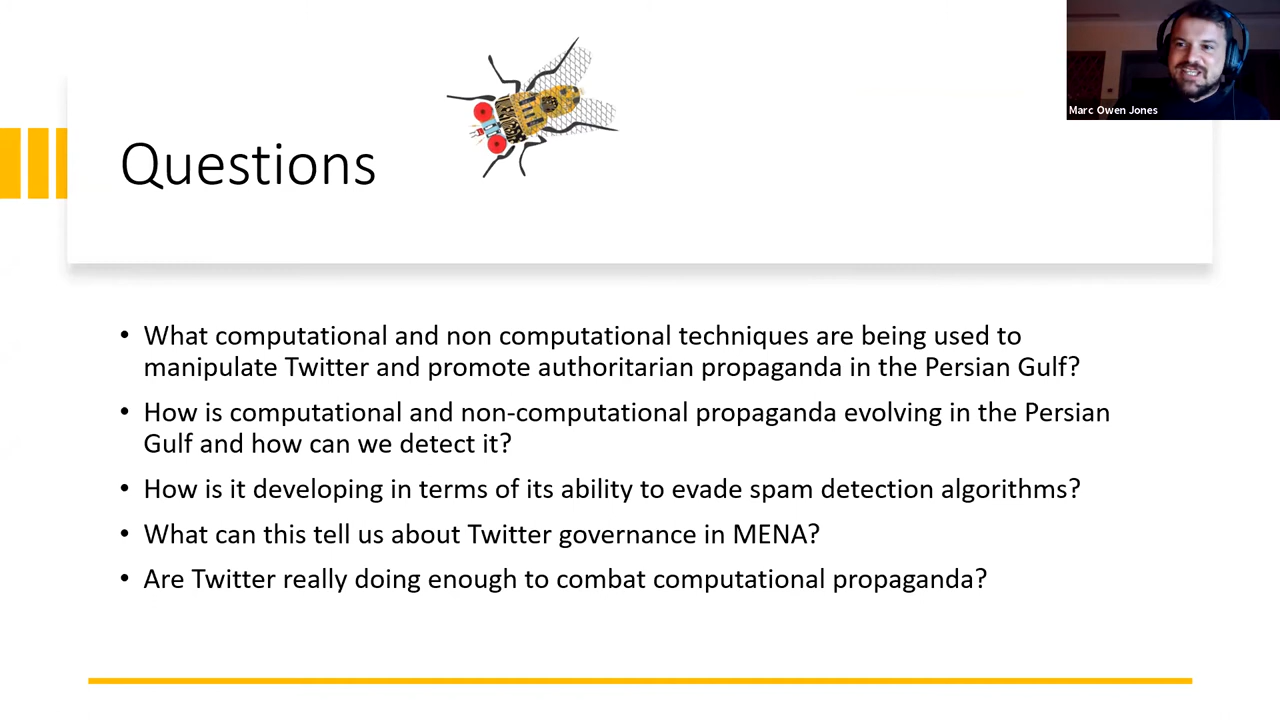 Marc Owen Jones
Questions
• What computational and non computational techniques are being used to
manipulate Twitter and promote authoritarian propaganda in the Persian Gulf?
• How is computational and non-computational propaganda evolving in the Persian
Gulf and how can we detect it?
• How is it developing in terms of its ability to evade spam detection algorithms?
• What can this tell us about Twitter governance in MENA?
• Are Twitter really doing enough to combat computational propaganda?